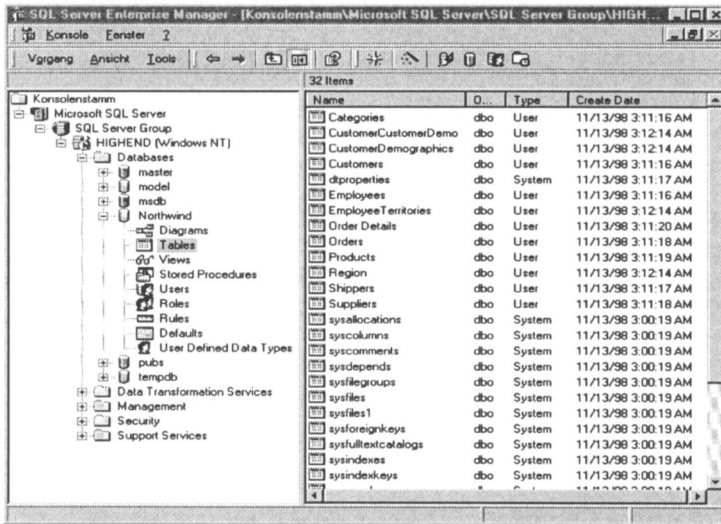 SQL Server Enterprise Manager - [Konsolenstamm\Microsoft SQL Server\SQL Server Group\HIGH...
Konsole Fenster ?
Vorgang Ansicht Tools
32 Items
Konsolenstamm
Microsoft SQL Server
SQL Server Group
HIGHEND (Windows NT)
Databases
master
model
msdb
Northwind
Diagrams
Tables
Views
Stored Procedures
Users
Roles
Rules
Defaults
User Defined Data Types
pubs
tempdb
Data Transformation Services
Management
Security
Support Services
Name O... Type Create Date
Categories dbo User 11/13/98 3:11:16 AM
CustomerCustomerDemo dbo User 11/13/98 3:12:14 AM
CustomerDemographics dbo User 11/13/98 3:12:14 AM
Customers dbo User 11/13/98 3:11:16 AM
dtproperties dbo System 11/13/98 3:11:17 AM
Employees dbo User 11/13/98 3:11:16 AM
EmployeeTerritories dbo User 11/13/98 3:12:14 AM
Order Details dbo User 11/13/98 3:11:20 AM
Orders dbo User 11/13/98 3:11:18 AM
Products dbo User 11/13/98 3:11:19 AM
Region dbo User 11/13/98 3:12:14 AM
Shippers dbo User 11/13/98 3:11:17 AM
Suppliers dbo User 11/13/98 3:11:18 AM
sysallocations dbo System 11/13/98 3:00:19 AM
syscolumns dbo System 11/13/98 3:00:19 AM
syscomments dbo System 11/13/98 3:00:19 AM
sysdepends dbo System 11/13/98 3:00:19 AM
sysfilegroups dbo System 11/13/98 3:00:19 AM
sysfiles dbo System 11/13/98 3:00:19 AM
sysfiles1 dbo System 11/13/98 3:00:19 AM
sysforeignkeys dbo System 11/13/98 3:00:19 AM
sysfulltextcatalogs dbo System 11/13/98 3:00:19 AM
sysindexes dbo System 11/13/98 3:00:19 AM
sysindexkeys dbo System 11/13/98 3:00:19 AM